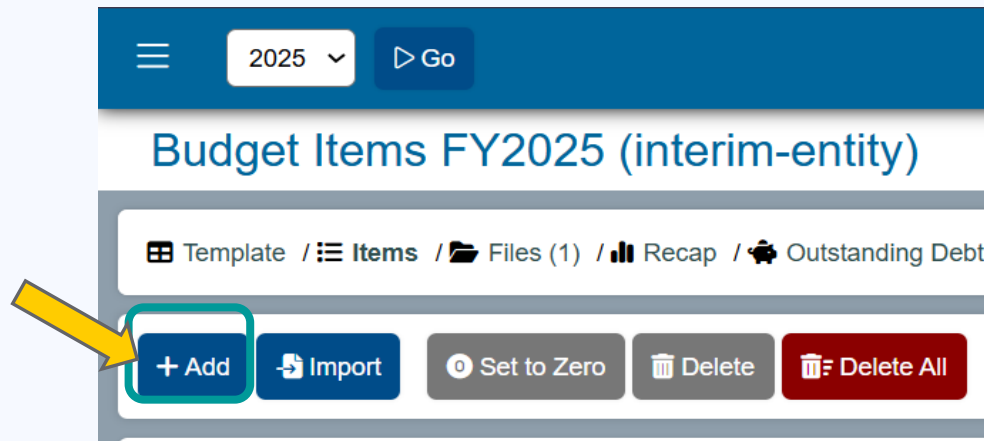 2025 Go
Budget Items FY2025 (interim-entity)
Template / Items / Files (1) / Recap / Outstanding Debt
+ Add Import 0 Set to Zero Delete Delete All